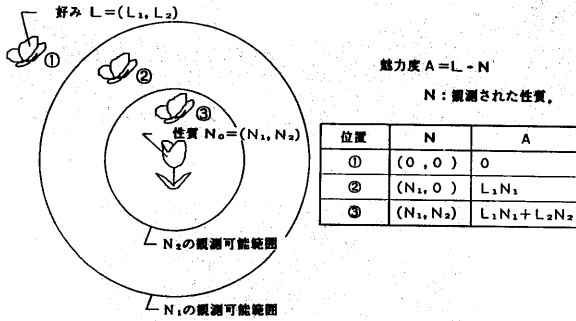 好み L=(L₁, L₂)
①
②
③
性質 N₀=(N₁, N₂)
N₂の観測可能範囲
N₁の観測可能範囲
魅力度 A=L・N
N:観測された性質。
位置 N A
① (0, 0) 0
② (N₁, 0) L₁N₁
③ (N₁, N₂) L₁N₁+L₂N₂